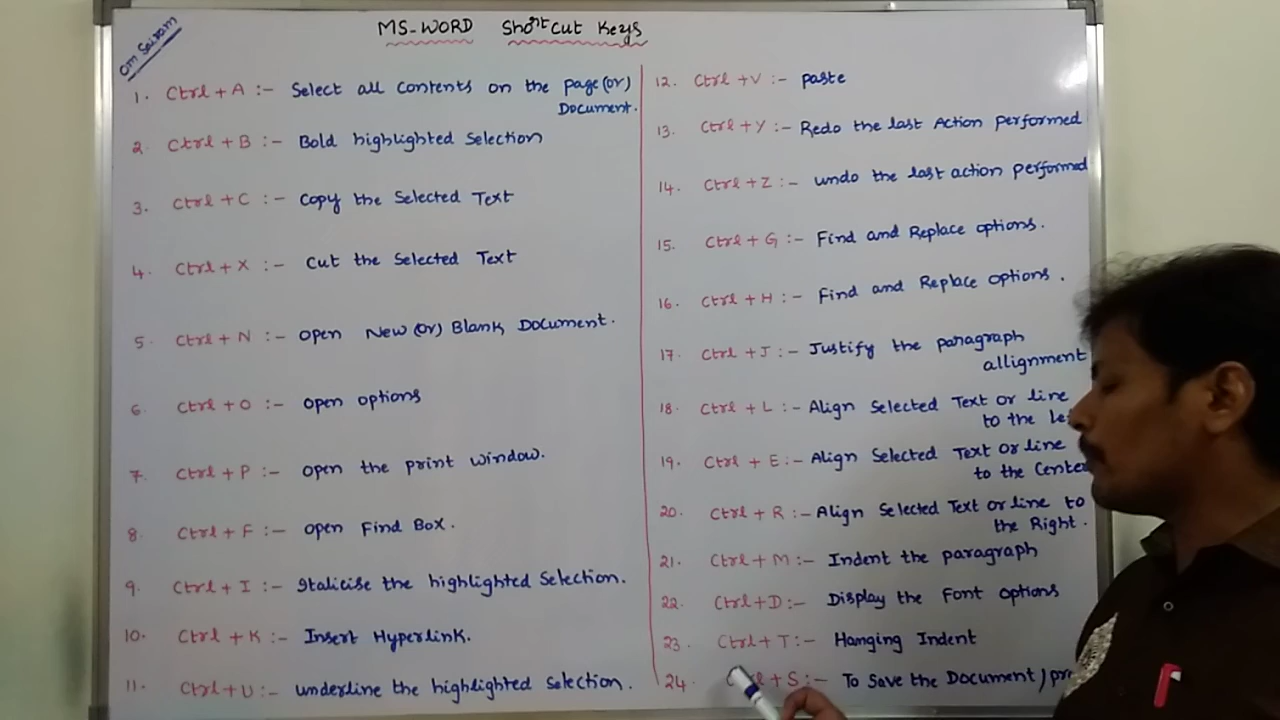 Om Sairam
MS-WORD Shortcut Keys
1. Ctrl + A :- Select all contents on the page (or)
Document.
2. Ctrl + B :- Bold highlighted Selection
3. Ctrl + C :- Copy the Selected Text
4. Ctrl + X :- Cut the Selected Text
5. Ctrl + N :- Open New (or) Blank Document.
6. Ctrl + O :- Open options
7. Ctrl + P :- Open the print window.
8. Ctrl + F :- Open Find Box.
9. Ctrl + I :- Italicise the highlighted Selection.
10. Ctrl + K :- Insert Hyperlink.
11. Ctrl + U :- underline the highlighted Selection.
12. Ctrl + V :- paste
13. Ctrl + Y :- Redo the last Action performed
14. Ctrl + Z :- undo the last action performed
15. Ctrl + G :- Find and Replace options.
16. Ctrl + H :- Find and Replace Options.
17. Ctrl + J :- Justify the paragraph
allignment
18. Ctrl + L :- Align Selected Text or line
to the
19. Ctrl + E :- Align Selected Text or line
to the Center
20. Ctrl + R :- Align Selected Text or line to
the Right.
21. Ctrl + M :- Indent the paragraph
22. Ctrl + D :- Display the Font Options
23. Ctrl + T :- Hanging Indent
24. + S :- To Save the Document /